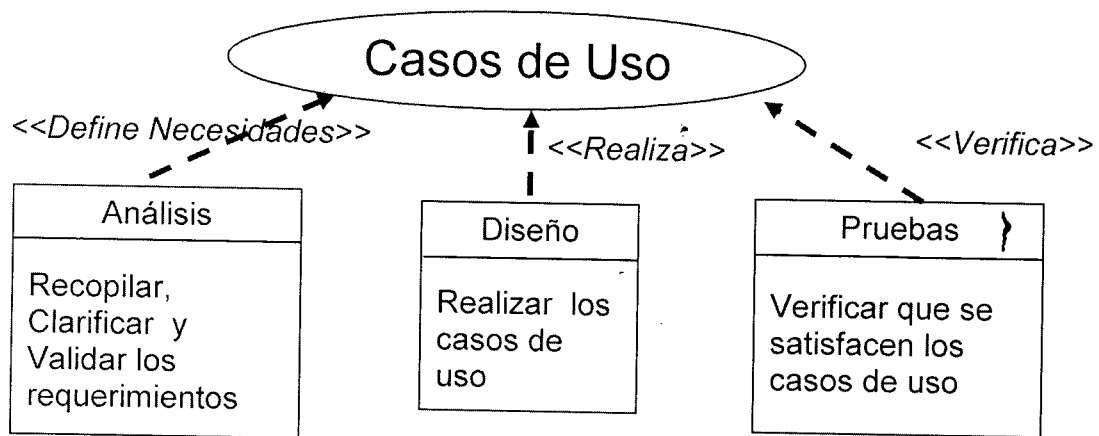 Casos de Uso
<<Define Necesidades>>
<<Realiza>>
<<Verifica>>
Análisis
Recopilar,
Clarificar y
Validar los
requerimientos
Diseño
Realizar los
casos de
uso
Pruebas
Verificar que se
satisfacen los
casos de uso